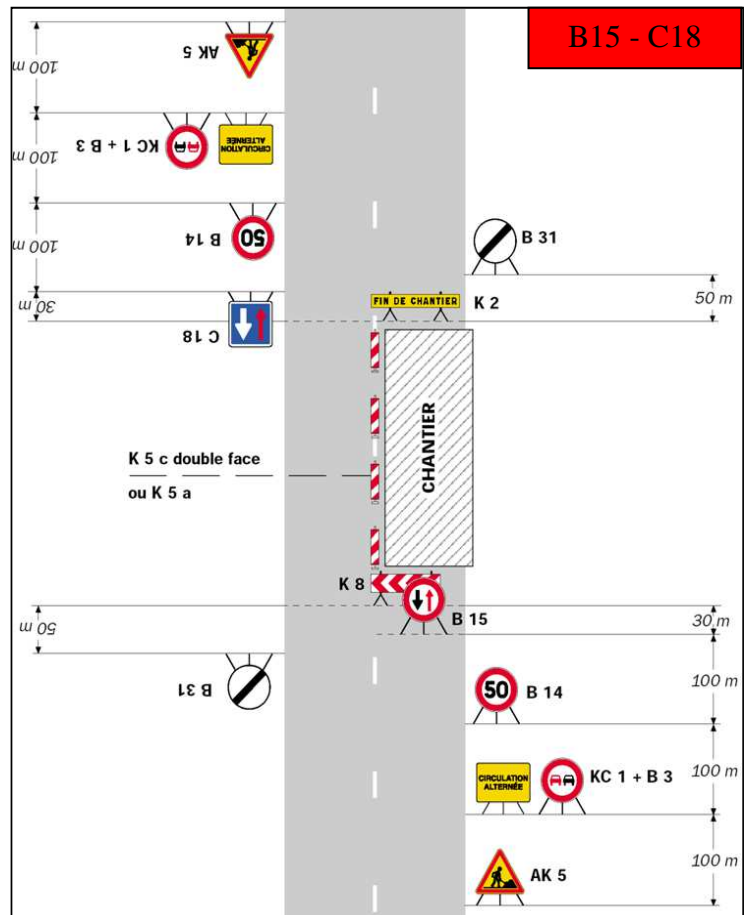 B15 - C18
AK 5
100 m
CIRCULATION
ALTERNÉE
KC 1 + B 3
100 m
50
B 14
100 m
B 31
50 m
FIN DE CHANTIER
K 2
30 m
C 18
CHANTIER
K 5 c double face
ou K 5 a
K 8
B 15
30 m
50 m
B 31
50
B 14
100 m
CIRCULATION
ALTERNÉE
KC 1 + B 3
100 m
AK 5
100 m